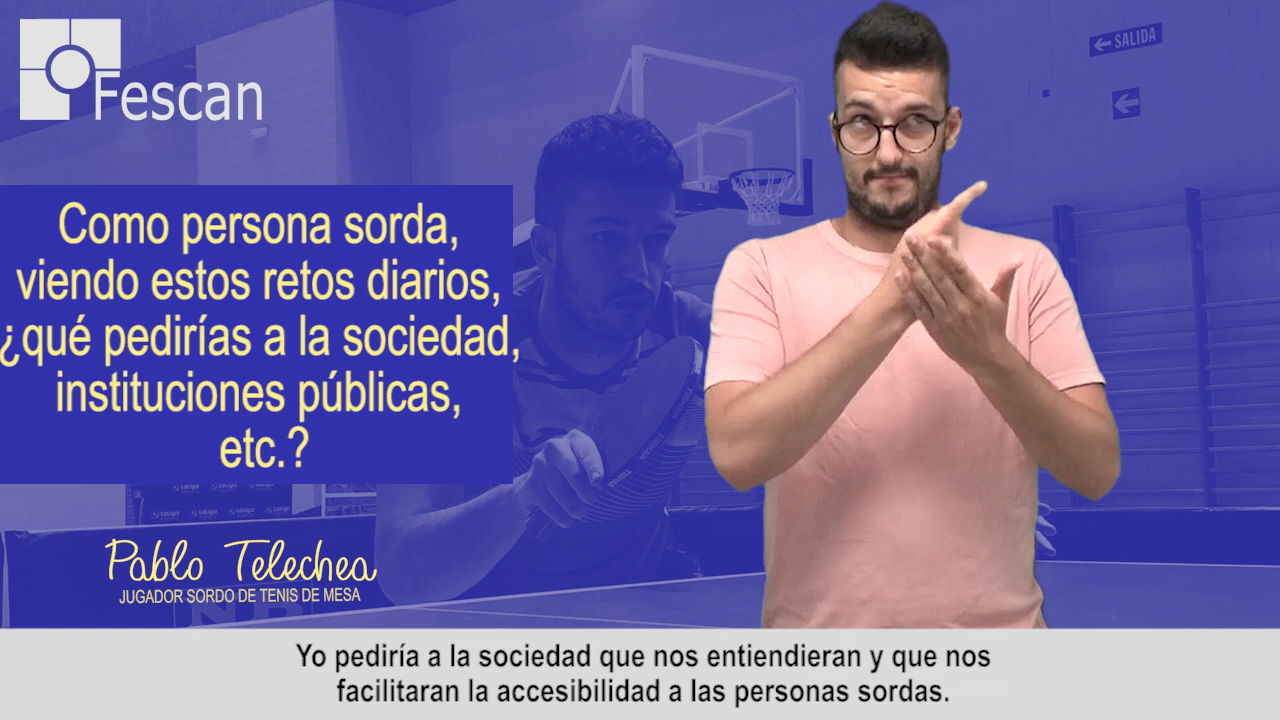 Fescan
SALIDA
Como persona sorda,
viendo estos retos diarios,
¿qué pedirías a la sociedad,
instituciones públicas,
etc.?
Pablo Telechea
JUGADOR SORDO DE TENIS DE MESA
Yo pediría a la sociedad que nos entiendieran y que nos
facilitaran la accesibilidad a las personas sordas.